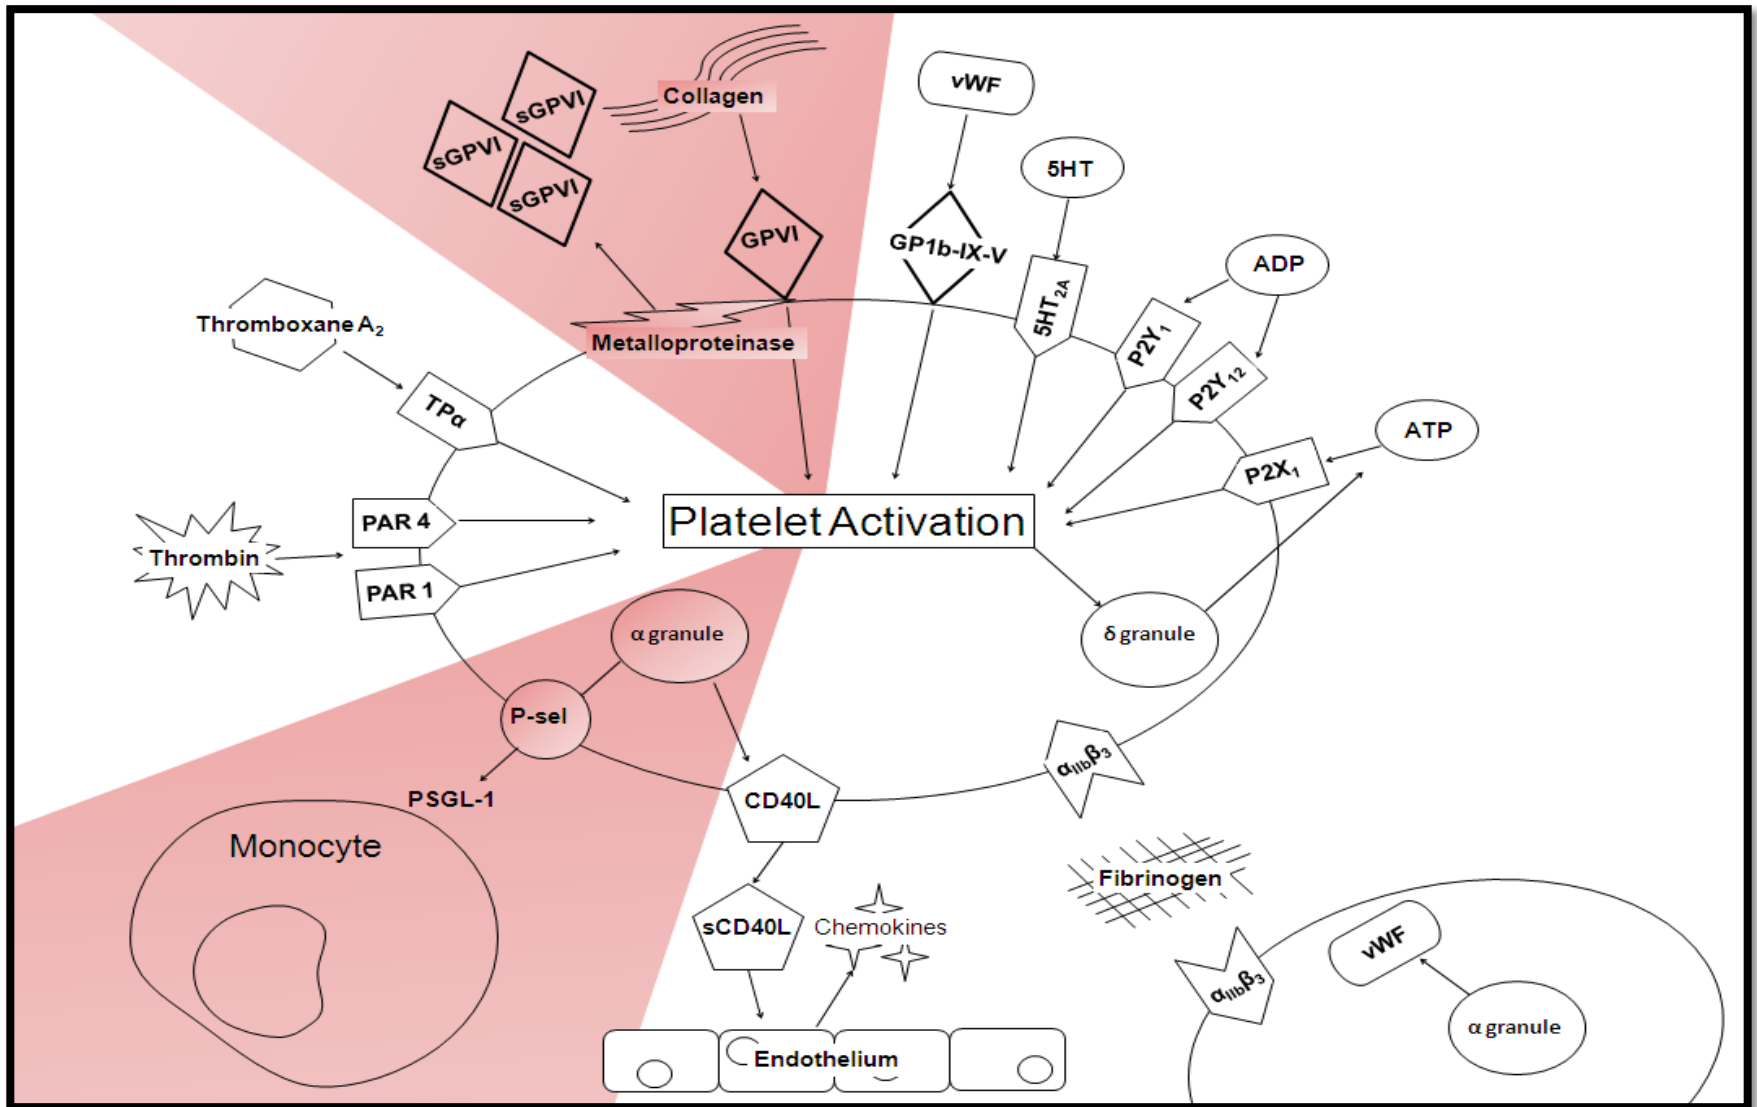 Collagen
vWF
sGPVI
sGPVI
sGPVI
5HT
GPVI
GP1b-IX-V
ADP
5HT₂A
Thromboxane A₂
Metalloproteinase
P2Y₁
P2Y₁₂
TPα
ATP
P2X₁
PAR 4
Platelet Activation
Thrombin
PAR 1
α granule
δ granule
P-sel
αIIbβ₃
PSGL-1
CD40L
Monocyte
Fibrinogen
sCD40L
Chemokines
vWF
αIIbβ₃
α granule
Endothelium